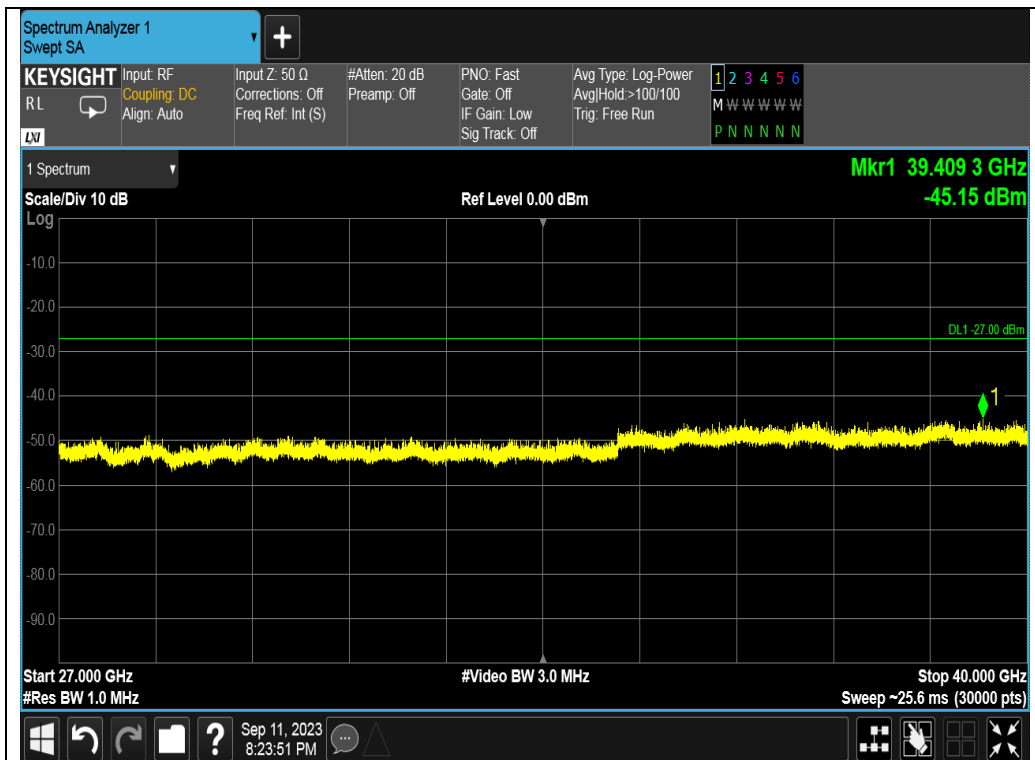 Spectrum Analyzer 1
Swept SA
+
KEYSIGHT
RL
LXI
Input: RF
Coupling: DC
Align: Auto
Input Z: 50 Ω
Corrections: Off
Freq Ref: Int (S)
#Atten: 20 dB
Preamp: Off
PNO: Fast
Gate: Off
IF Gain: Low
Sig Track: Off
Avg Type: Log-Power
Avg|Hold:>100/100
Trig: Free Run
1 2 3 4 5 6
M W W W W W
P N N N N N
1 Spectrum
Mkr1 39.409 3 GHz
-45.15 dBm
Scale/Div 10 dB
Ref Level 0.00 dBm
Log
-10.0
-20.0
DL1 -27.00 dBm
-30.0
-40.0
1
-50.0
-60.0
-70.0
-80.0
-90.0
Start 27.000 GHz
#Video BW 3.0 MHz
Stop 40.000 GHz
#Res BW 1.0 MHz
Sweep ~25.6 ms (30000 pts)
?
Sep 11, 2023
8:23:51 PM